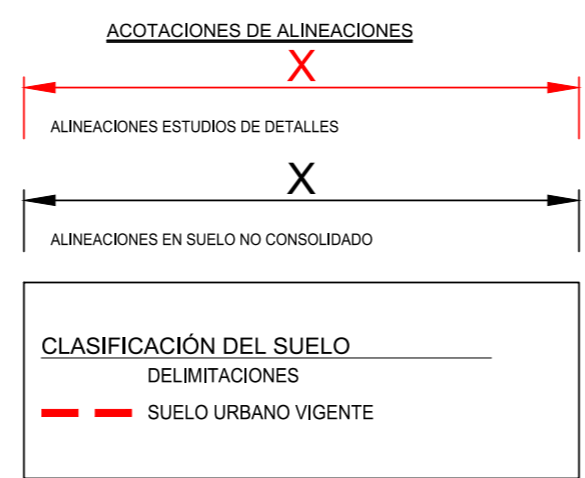 ACOTACIONES DE ALINEACIONES
X
ALINEACIONES ESTUDIOS DE DETALLES
X
ALINEACIONES EN SUELO NO CONSOLIDADO
CLASIFICACIÓN DEL SUELO
DELIMITACIONES
SUELO URBANO VIGENTE